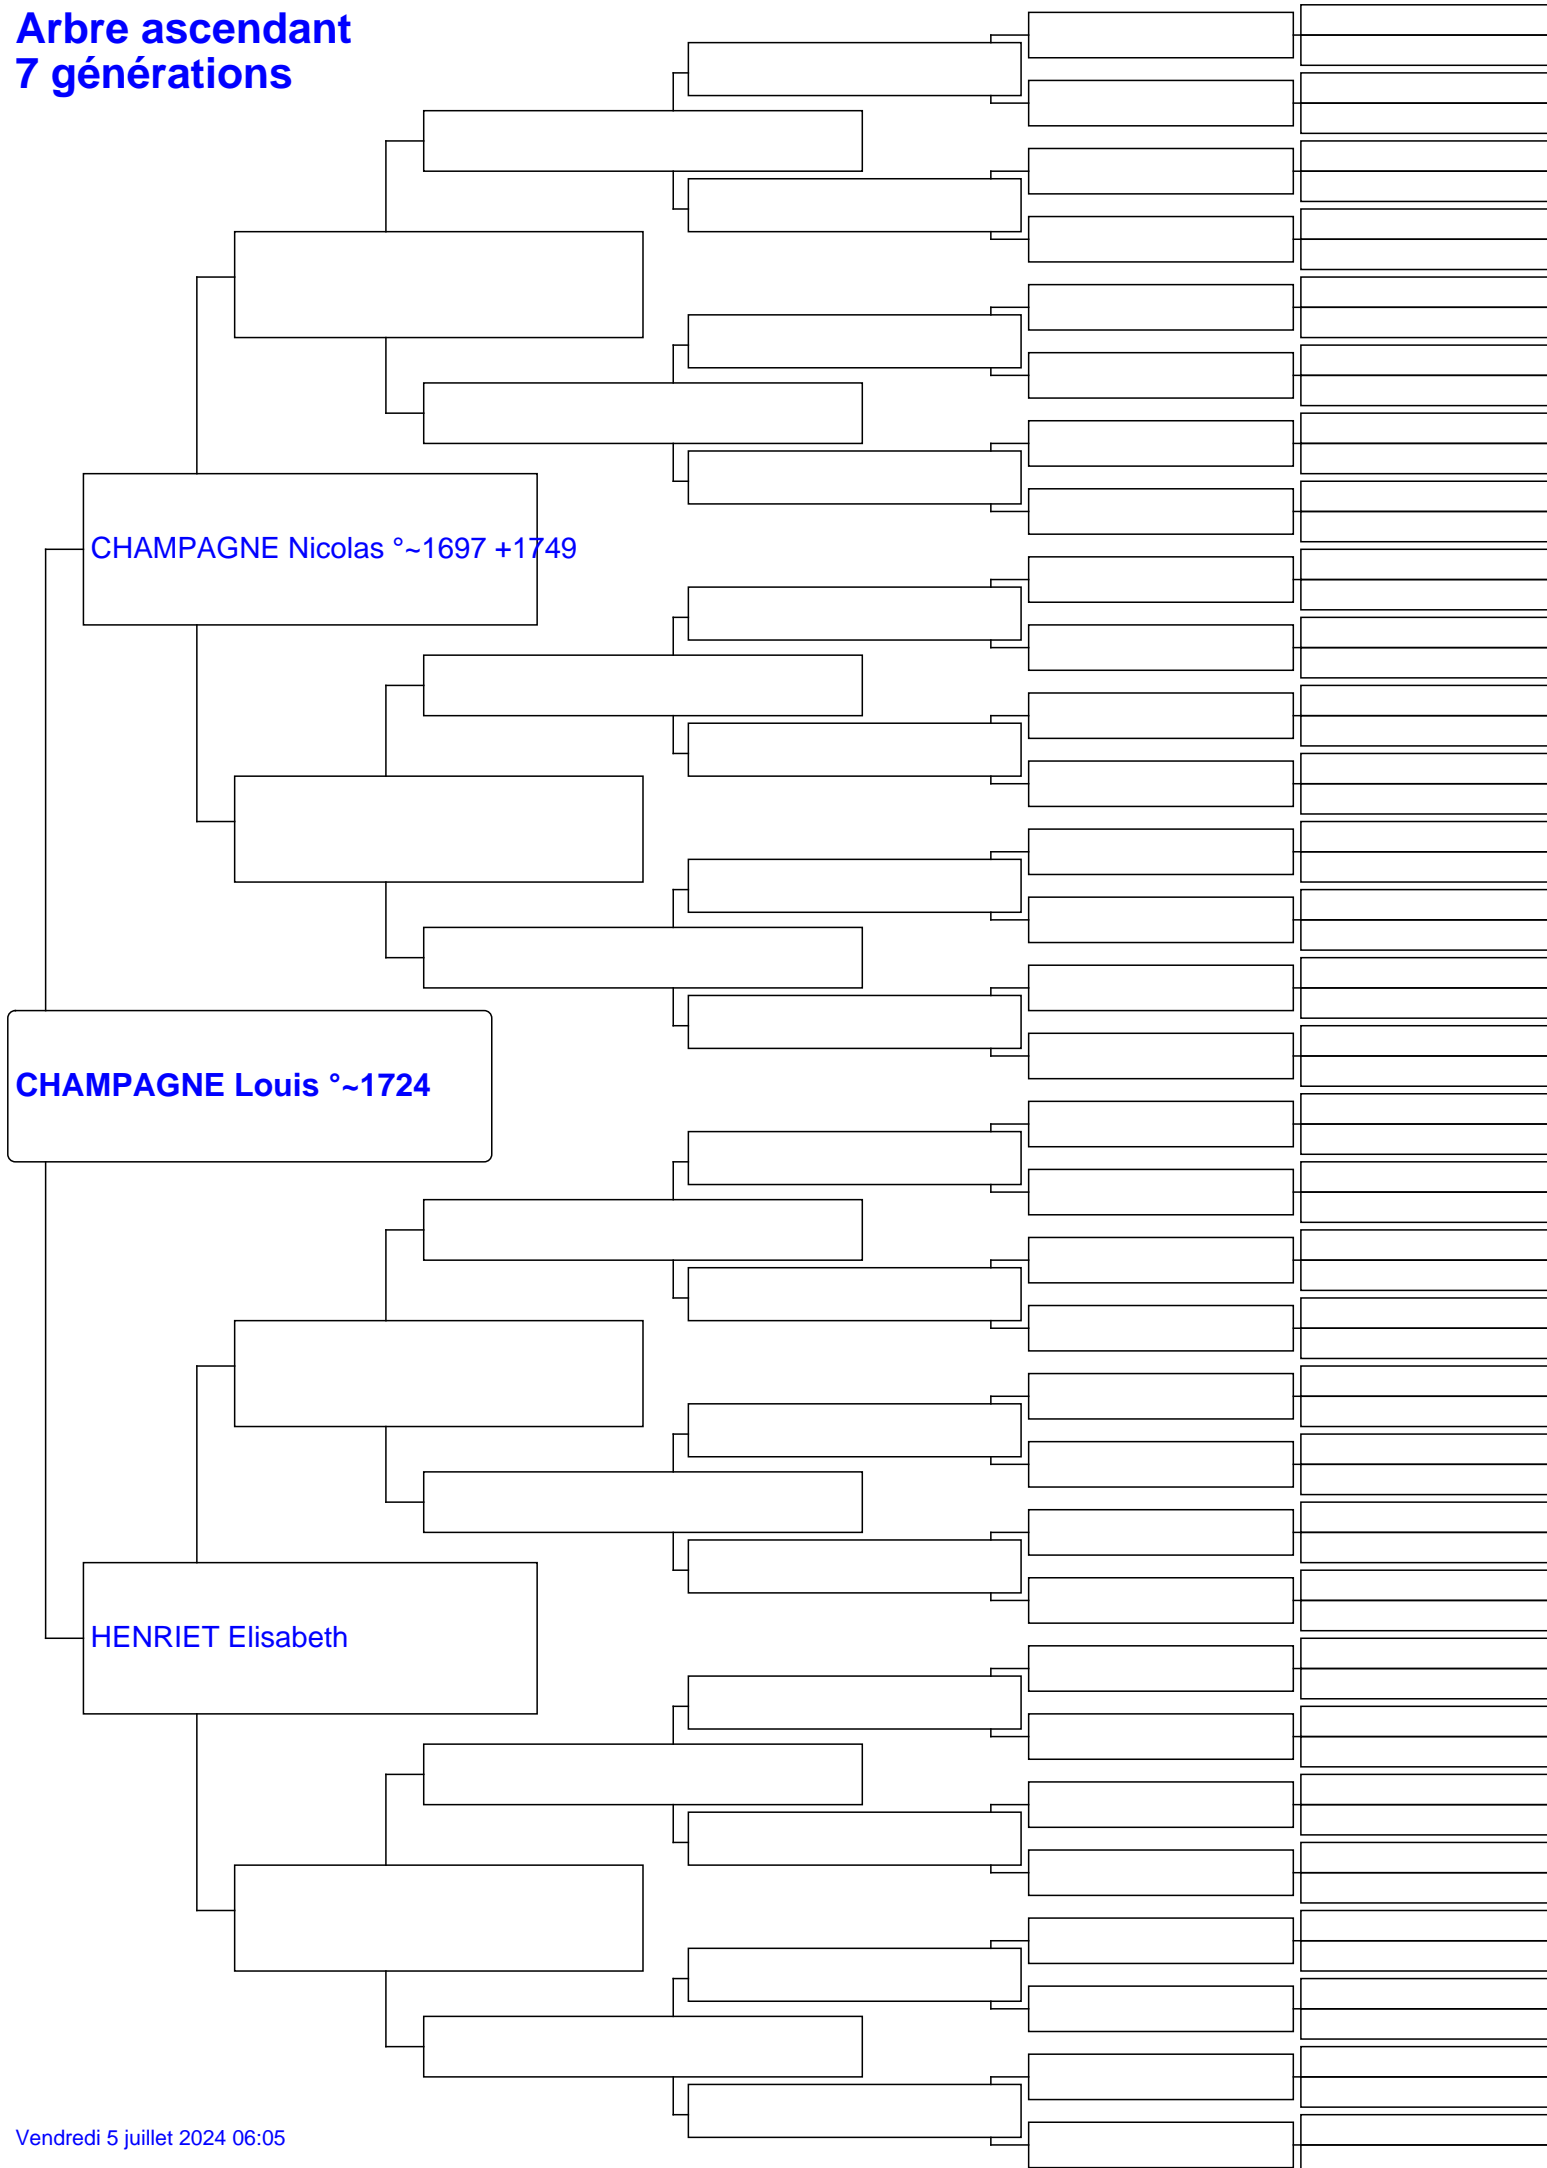 Arbre ascendant
7 générations
CHAMPAGNE Nicolas °~1697 +1749
CHAMPAGNE Louis °~1724
HENRIET Elisabeth
Vendredi 5 juillet 2024 06:05